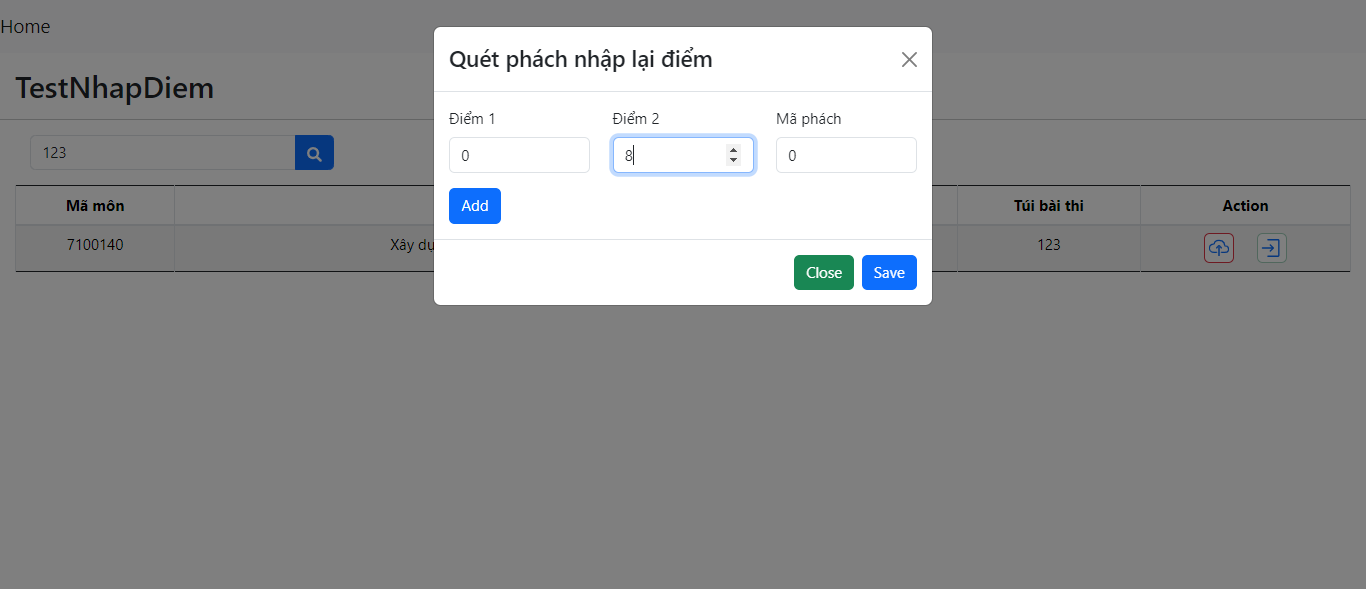 Home
Quét phách nhập lại điểm
TestNhapDiem
Điểm 1 Điểm 2 Mã phách
123
0 8 0
Add
Mã môn Túi bài thi Action
7100140 Xây 123
Close Save